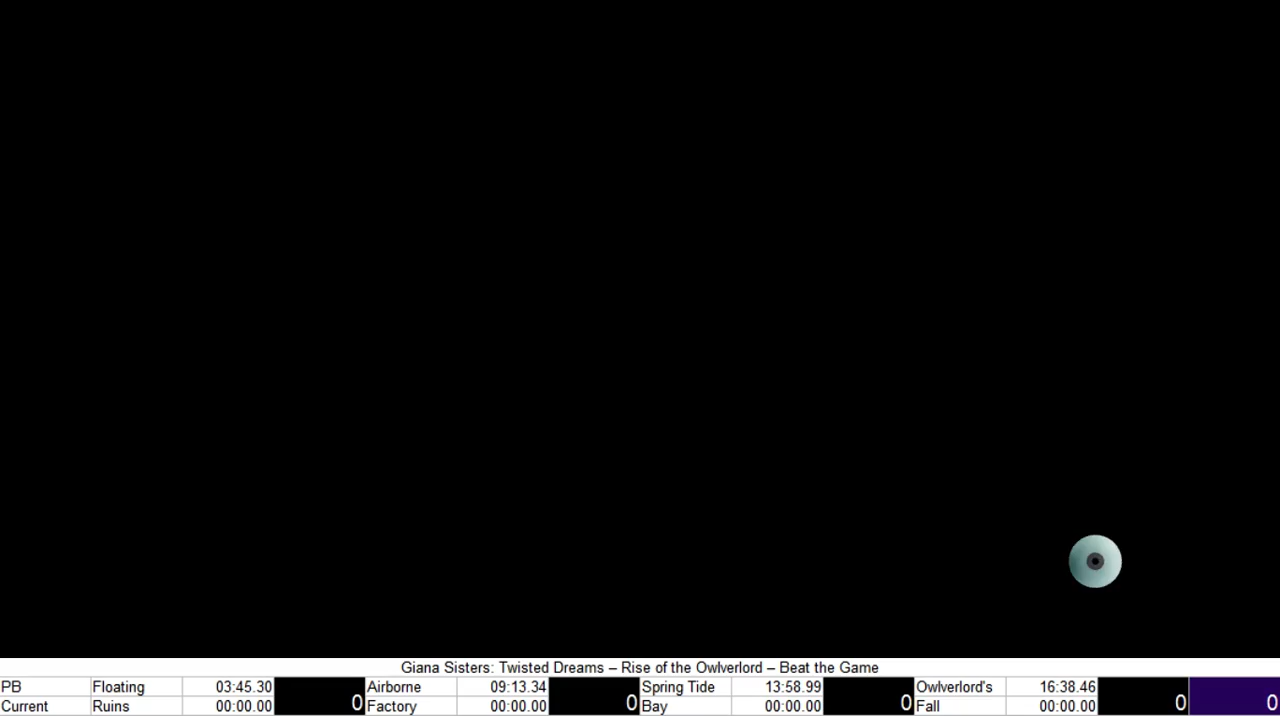 Giana Sisters: Twisted Dreams – Rise of the Owlverlord – Beat the Game
PB Floating 03:45.30 Airborne 09:13.34 Spring Tide 13:58.99 Owlverlord's 16:38.46
Current Ruins 00:00.00 0 Factory 00:00.00 0 Bay 00:00.00 0 Fall 00:00.00 0 0